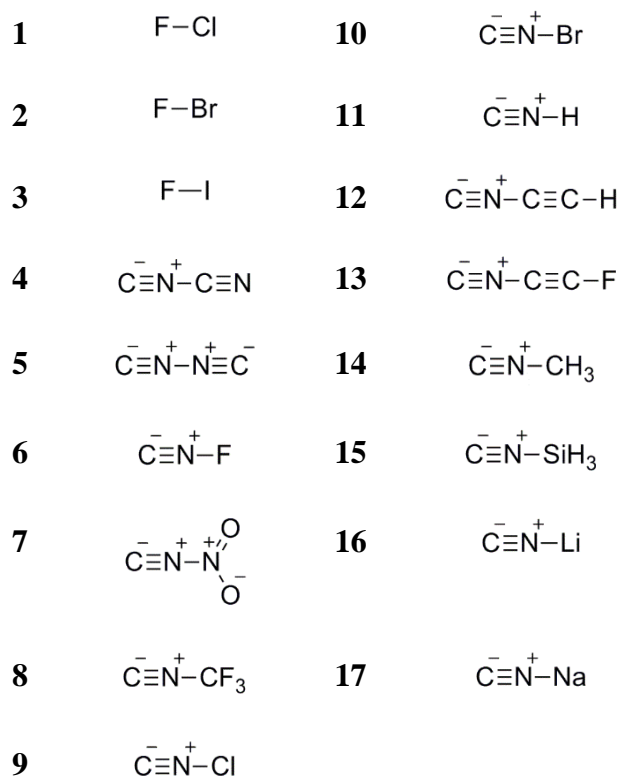 1 F−Cl
2 F−Br
3 F—I
4 C̄≡N⁺−C≡N
5 C̄≡N⁺−N⁺≡C⁻
6 C̄≡N⁺−F
7 C̄≡N⁺−N⁺ O O⁻
8 C̄≡N⁺−CF₃
9 C̄≡N⁺−Cl
10 C̄≡N⁺−Br
11 C̄≡N⁺−H
12 C̄≡N⁺−C≡C−H
13 C̄≡N⁺−C≡C−F
14 C̄≡N⁺−CH₃
15 C̄≡N⁺−SiH₃
16 C̄≡N⁺−Li
17 C̄≡N⁺−Na